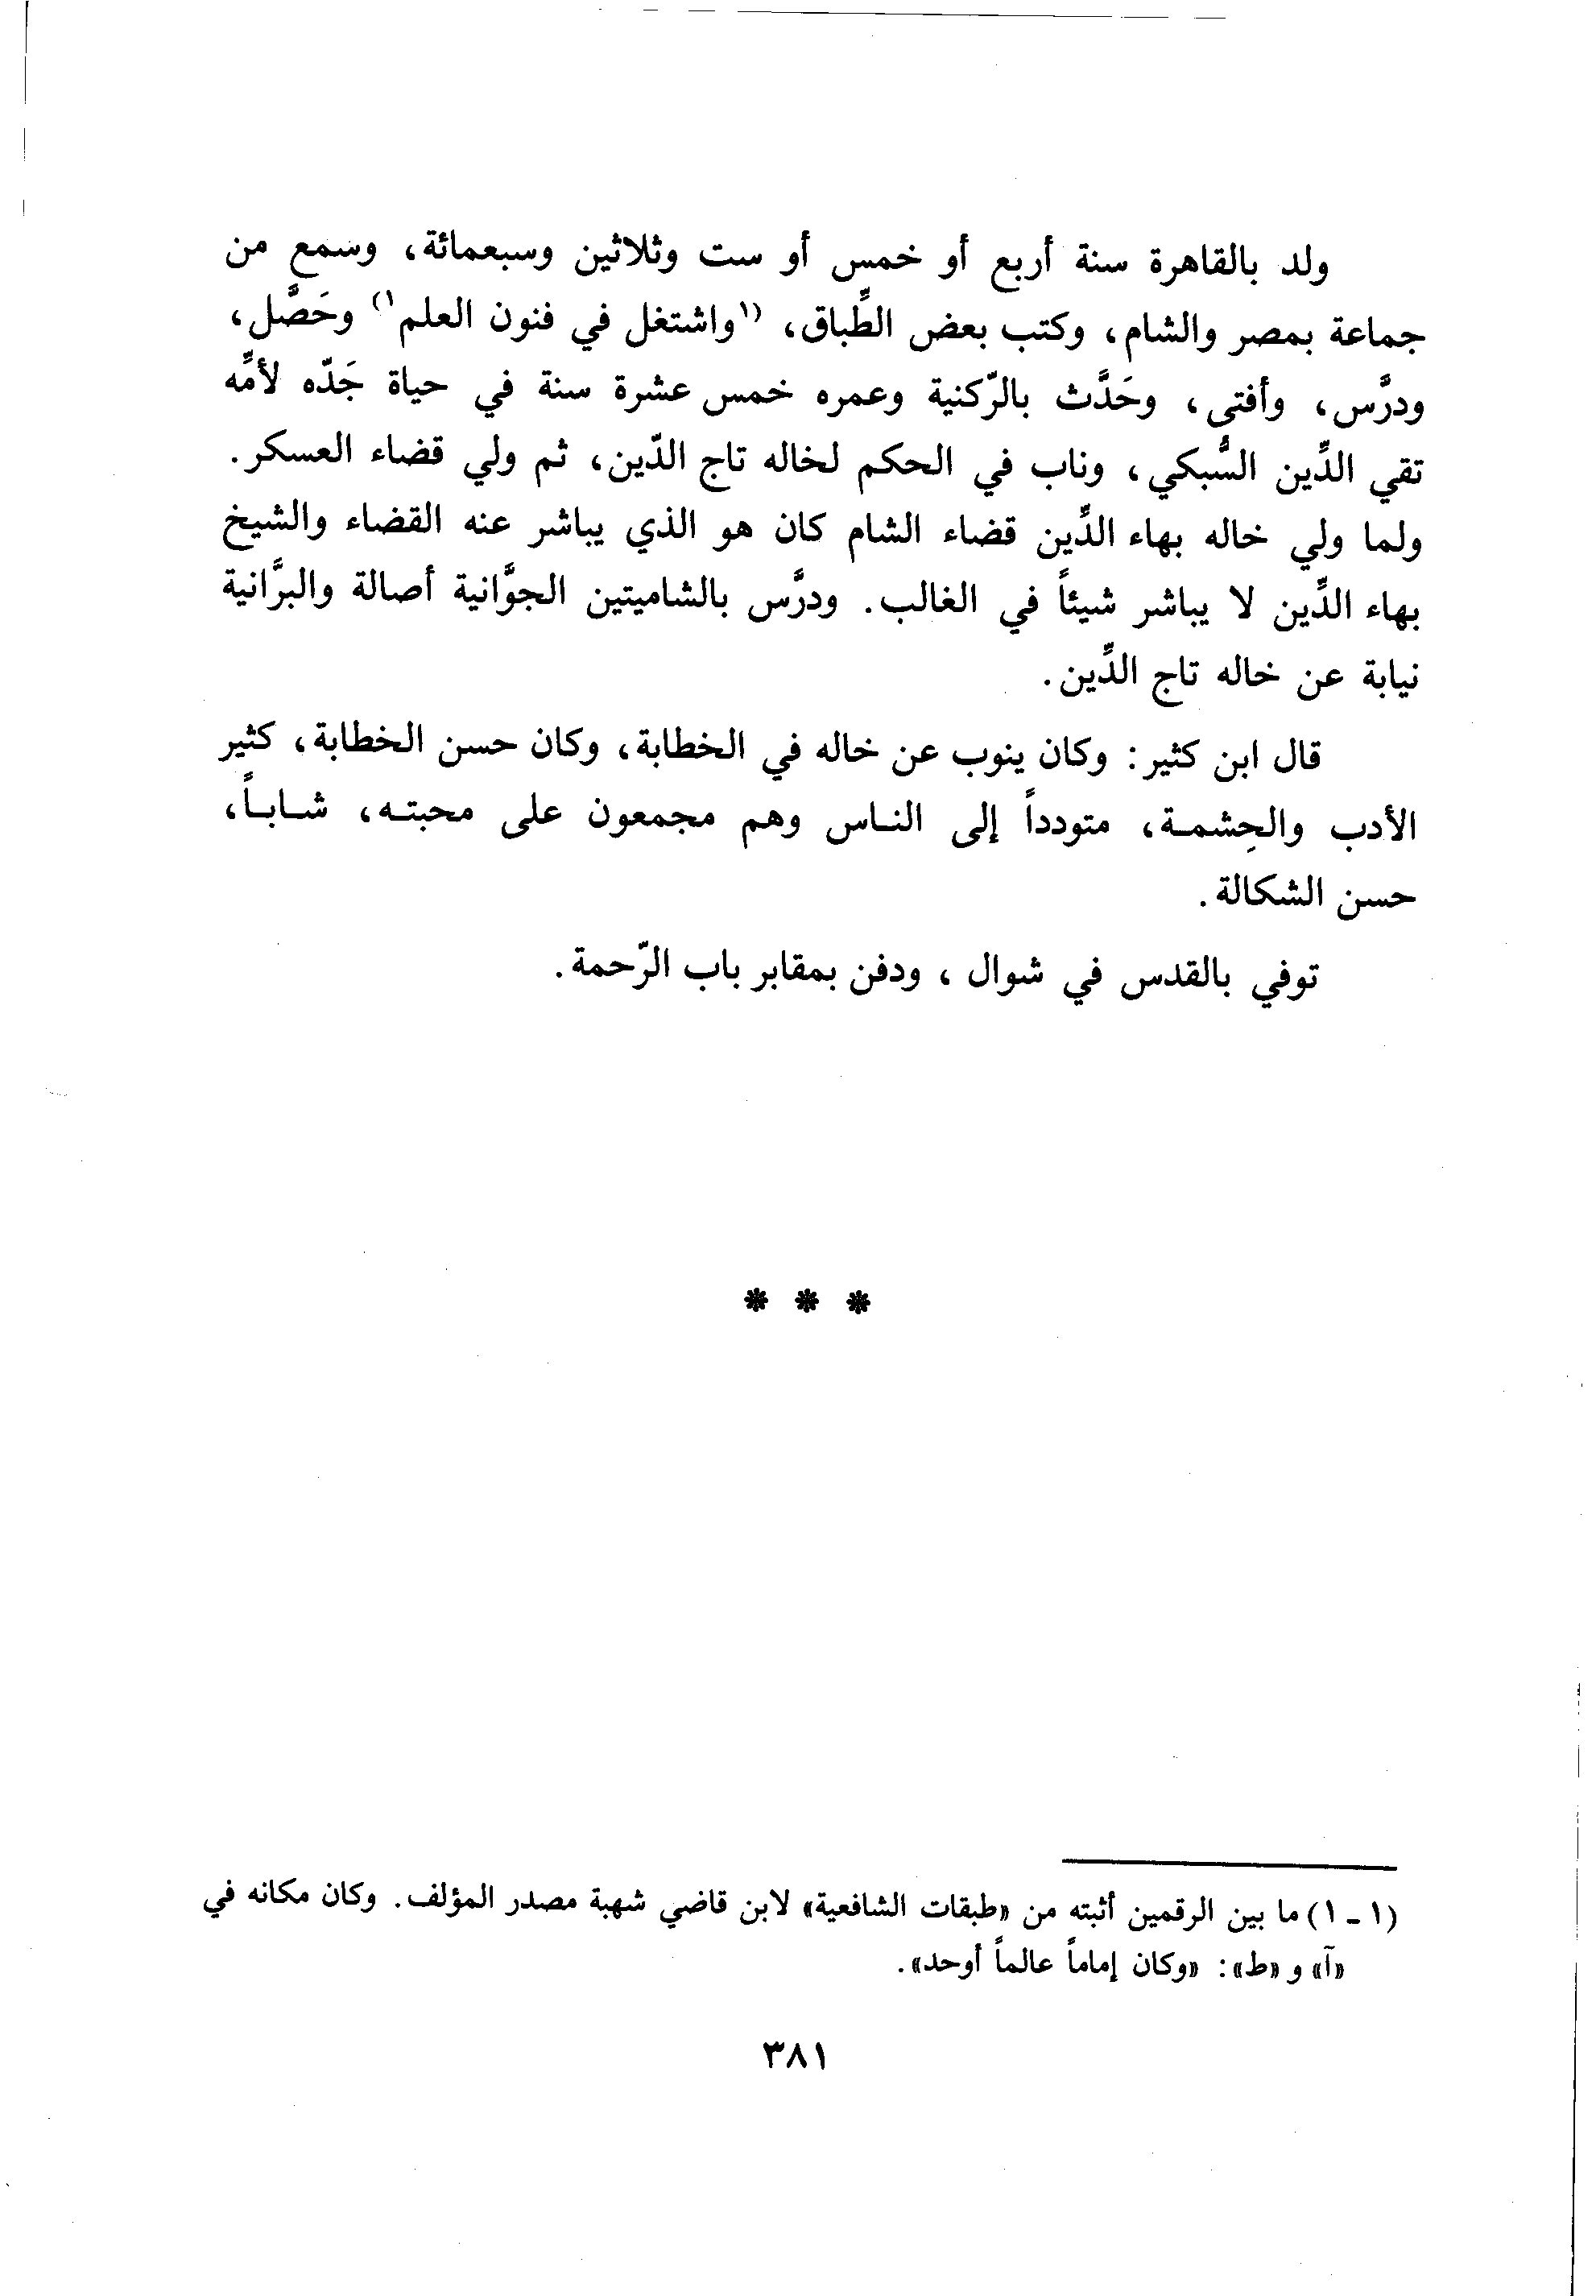 ولد بالقاهرة سنة أربع أو خمس أو ست وثلاثين وسبعمائة، وسمع من
جماعة بمصر والشام، وكتب بعض الطِّباق، (١واشتغل في فنون العلم١) وحَصَّل،
ودرَّس، وأفتى، وحَدَّث بالرّكنية وعمره خمس عشرة سنة في حياة جَدّه لأمِّه
تقي الدِّين السُّبكي، وناب في الحكم لخاله تاج الدّين، ثم ولي قضاء العسكر.
ولما ولي خاله بهاء الدِّين قضاء الشام كان هو الذي يباشر عنه القضاء والشيخ
بهاء الدِّين لا يباشر شيئاً في الغالب. ودرَّس بالشاميتين الجوَّانية أصالة والبرَّانية
نيابة عن خاله تاج الدِّين.
قال ابن كثير: وكان ينوب عن خاله في الخطابة، وكان حسن الخطابة، كثير
الأدب والحِشمـة، متودداً إلى النـاس وهم مجمعون على محبتـه، شـابـاً،
حسن الشكالة.
توفي بالقدس في شوال، ودفن بمقابر باب الرّحمة.
* * *
(١ - ١) ما بين الرقمين أثبته من «طبقات الشافعية» لابن قاضي شهبة مصدر المؤلف. وكان مكانه في
«آ» و «ط»: «وكان إماماً عالماً أوحد».
٣٨١